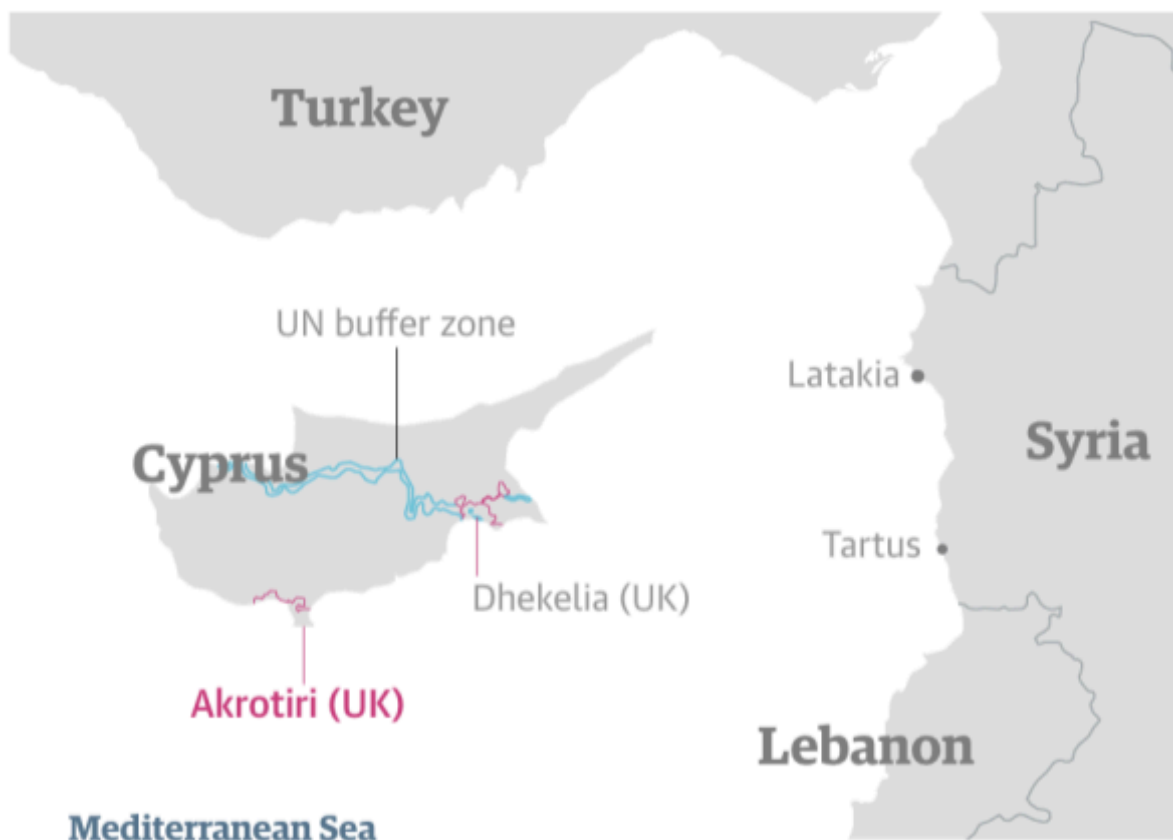 Turkey
UN buffer zone
Latakia
Cyprus
Syria
Tartus
Dhekelia (UK)
Akrotiri (UK)
Lebanon
Mediterranean Sea